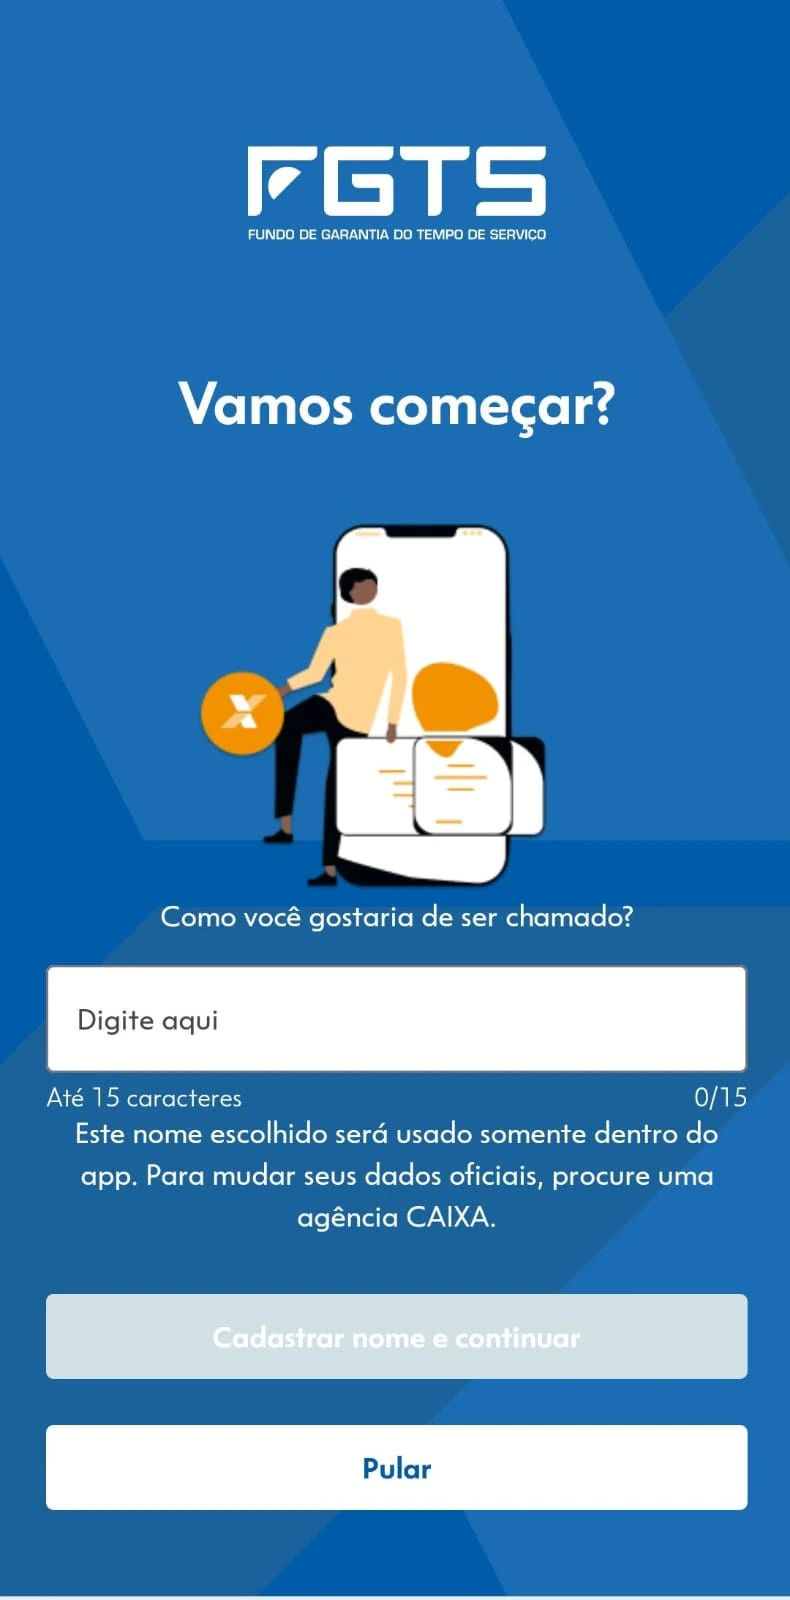 FGTS
FUNDO DE GARANTIA DO TEMPO DE SERVIÇO
Vamos começar?
X
Como você gostaria de ser chamado?
Digite aqui
Até 15 caracteres 0/15
Este nome escolhido será usado somente dentro do
app. Para mudar seus dados oficiais, procure uma
agência CAIXA.
Cadastrar nome e continuar
Pular